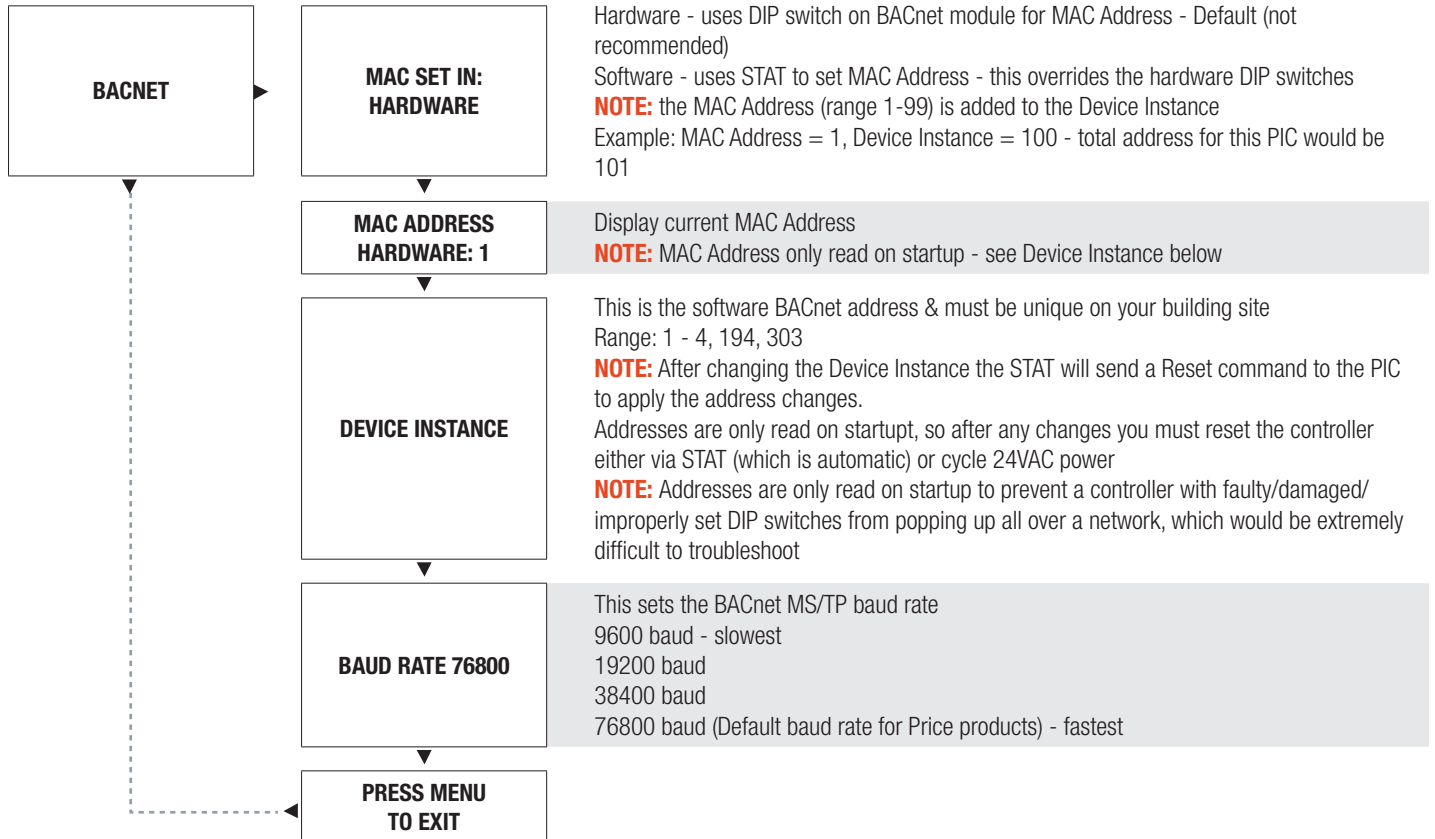 BACNET
MAC SET IN:
HARDWARE
Hardware - uses DIP switch on BACnet module for MAC Address - Default (not
recommended)
Software - uses STAT to set MAC Address - this overrides the hardware DIP switches
NOTE: the MAC Address (range 1-99) is added to the Device Instance
Example: MAC Address = 1, Device Instance = 100 - total address for this PIC would be
101
MAC ADDRESS
HARDWARE: 1
Display current MAC Address
NOTE: MAC Address only read on startup - see Device Instance below
DEVICE INSTANCE
This is the software BACnet address & must be unique on your building site
Range: 1 - 4, 194, 303
NOTE: After changing the Device Instance the STAT will send a Reset command to the PIC
to apply the address changes.
Addresses are only read on startupt, so after any changes you must reset the controller
either via STAT (which is automatic) or cycle 24VAC power
NOTE: Addresses are only read on startup to prevent a controller with faulty/damaged/
improperly set DIP switches from popping up all over a network, which would be extremely
difficult to troubleshoot
BAUD RATE 76800
This sets the BACnet MS/TP baud rate
9600 baud - slowest
19200 baud
38400 baud
76800 baud (Default baud rate for Price products) - fastest
PRESS MENU
TO EXIT